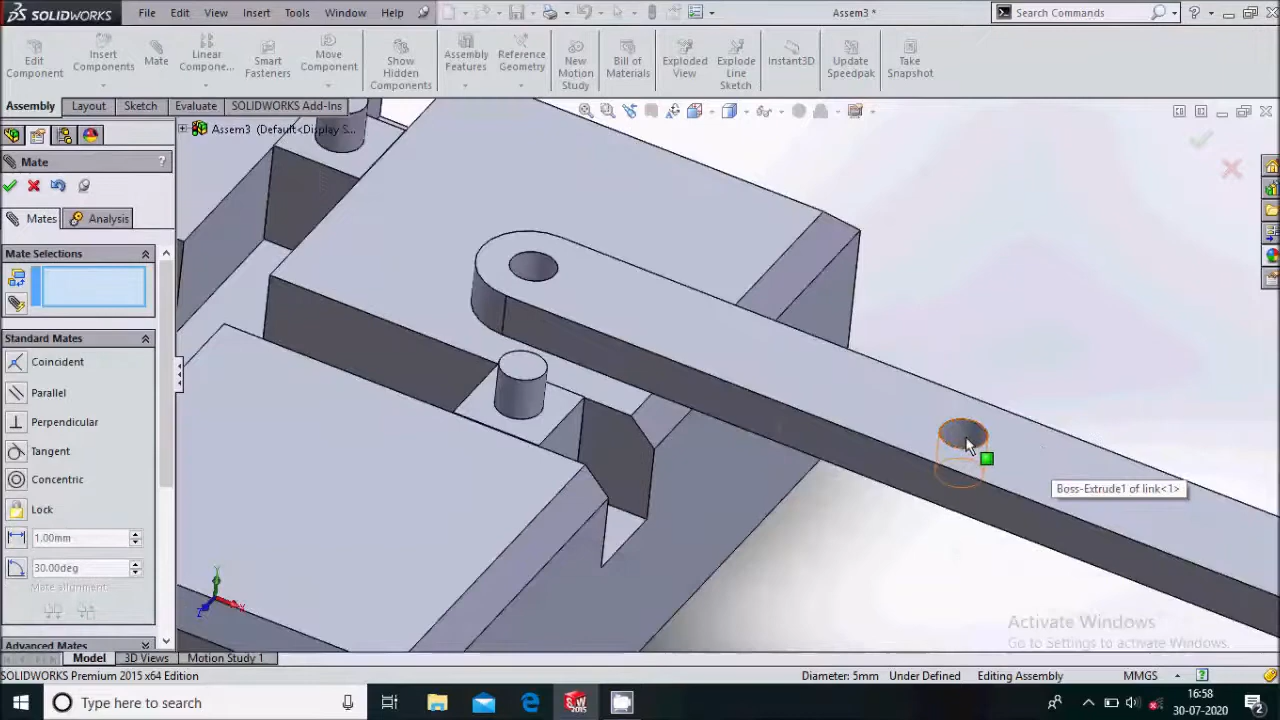 SOLIDWORKS File Edit View Insert Tools Window Help Assem3 * Search Commands
Edit Component
Insert Components
Mate
Linear Compone...
Smart Fasteners
Move Component
Show Hidden Components
Assembly Features
Reference Geometry
New Motion Study
Bill of Materials
Exploded View
Explode Line Sketch
Instant3D
Update Speedpak
Take Snapshot
Assembly Layout Sketch Evaluate SOLIDWORKS Add-Ins
Assem3 (Default<Display S...
Mate ?
Mates Analysis
Mate Selections
Standard Mates
Coincident
Parallel
Perpendicular
Tangent
Concentric
Lock
1.00mm
30.00deg
Mate alignment:
Advanced Mates
Boss-Extrude1 of link<1>
Y
X
Z
Activate Windows
Go to Settings to activate Windows.
Model 3D Views Motion Study 1
SOLIDWORKS Premium 2015 x64 Edition Diameter: 5mm Under Defined Editing Assembly MMGS
Type here to search
16:58
30-07-2020
2